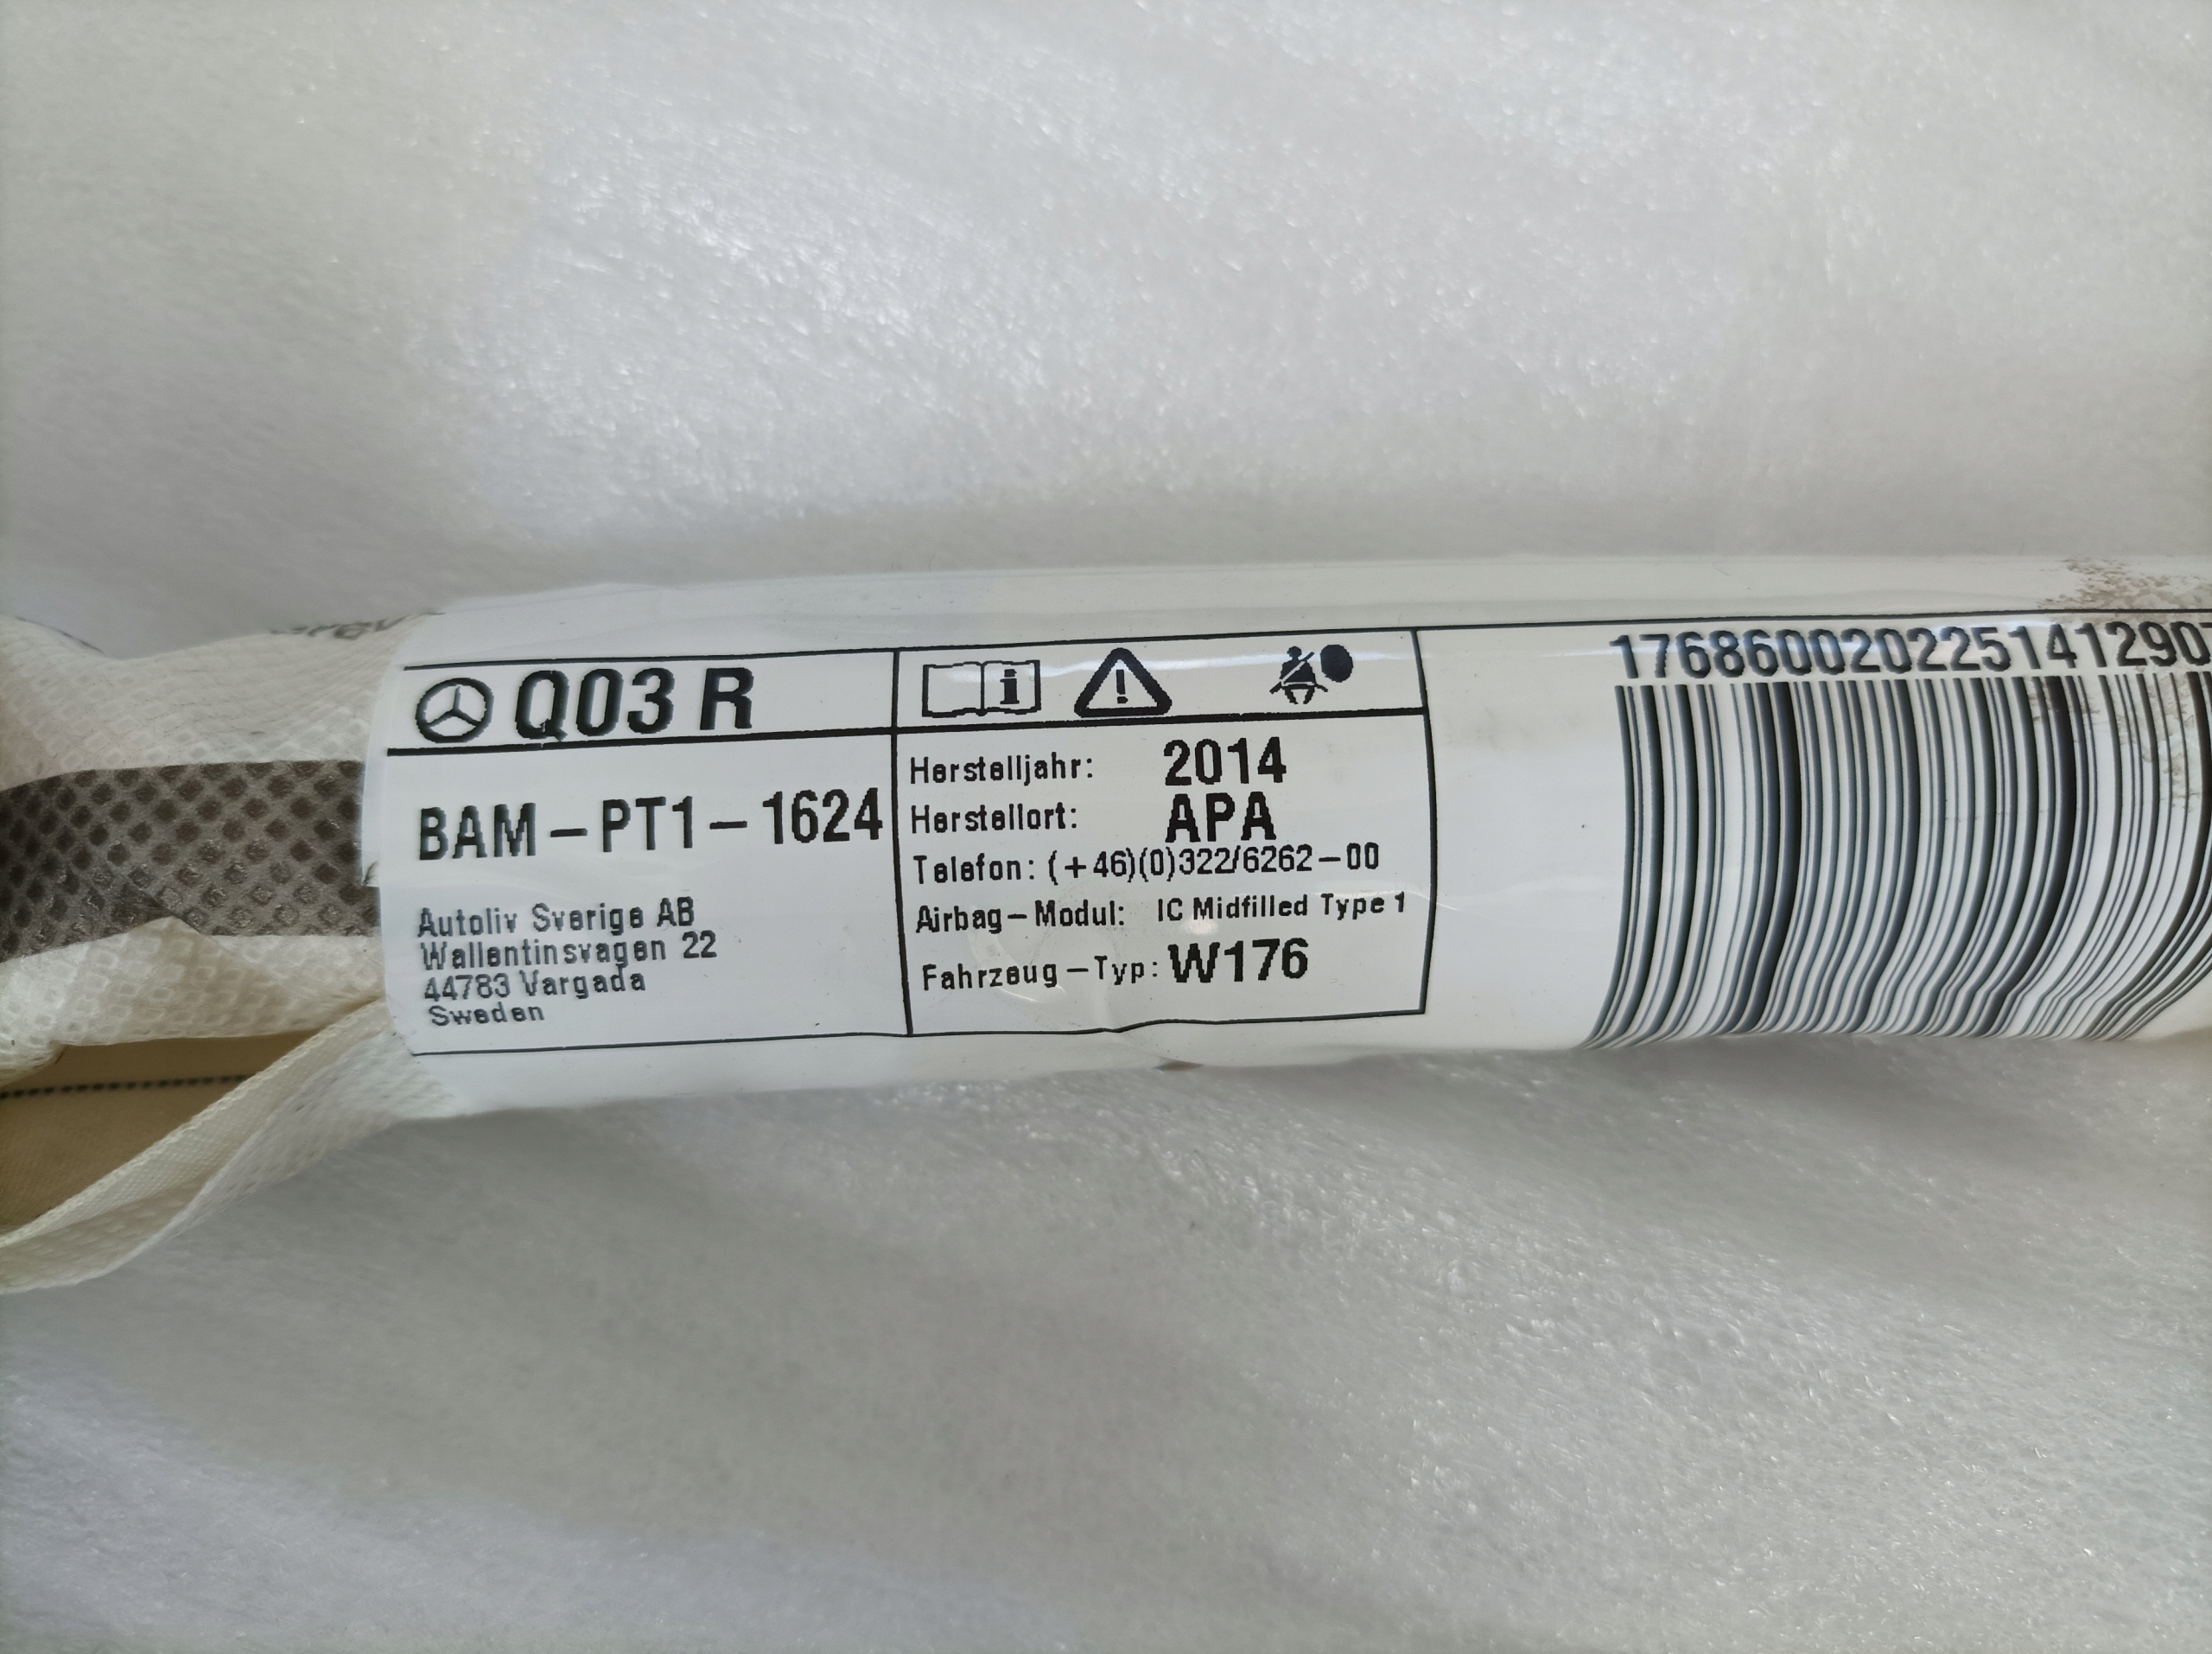 Q03 R
BAM-PT1-1624
Autoliv Sverige AB
Wallentinsvagen 22
44783 Vargada
Sweden
i
Herstelljahr: 2014
Herstellort: APA
Telefon: (+46)(0)322/6262-00
Airbag-Modul: IC Midfilled Type 1
Fahrzeug-Typ: W176